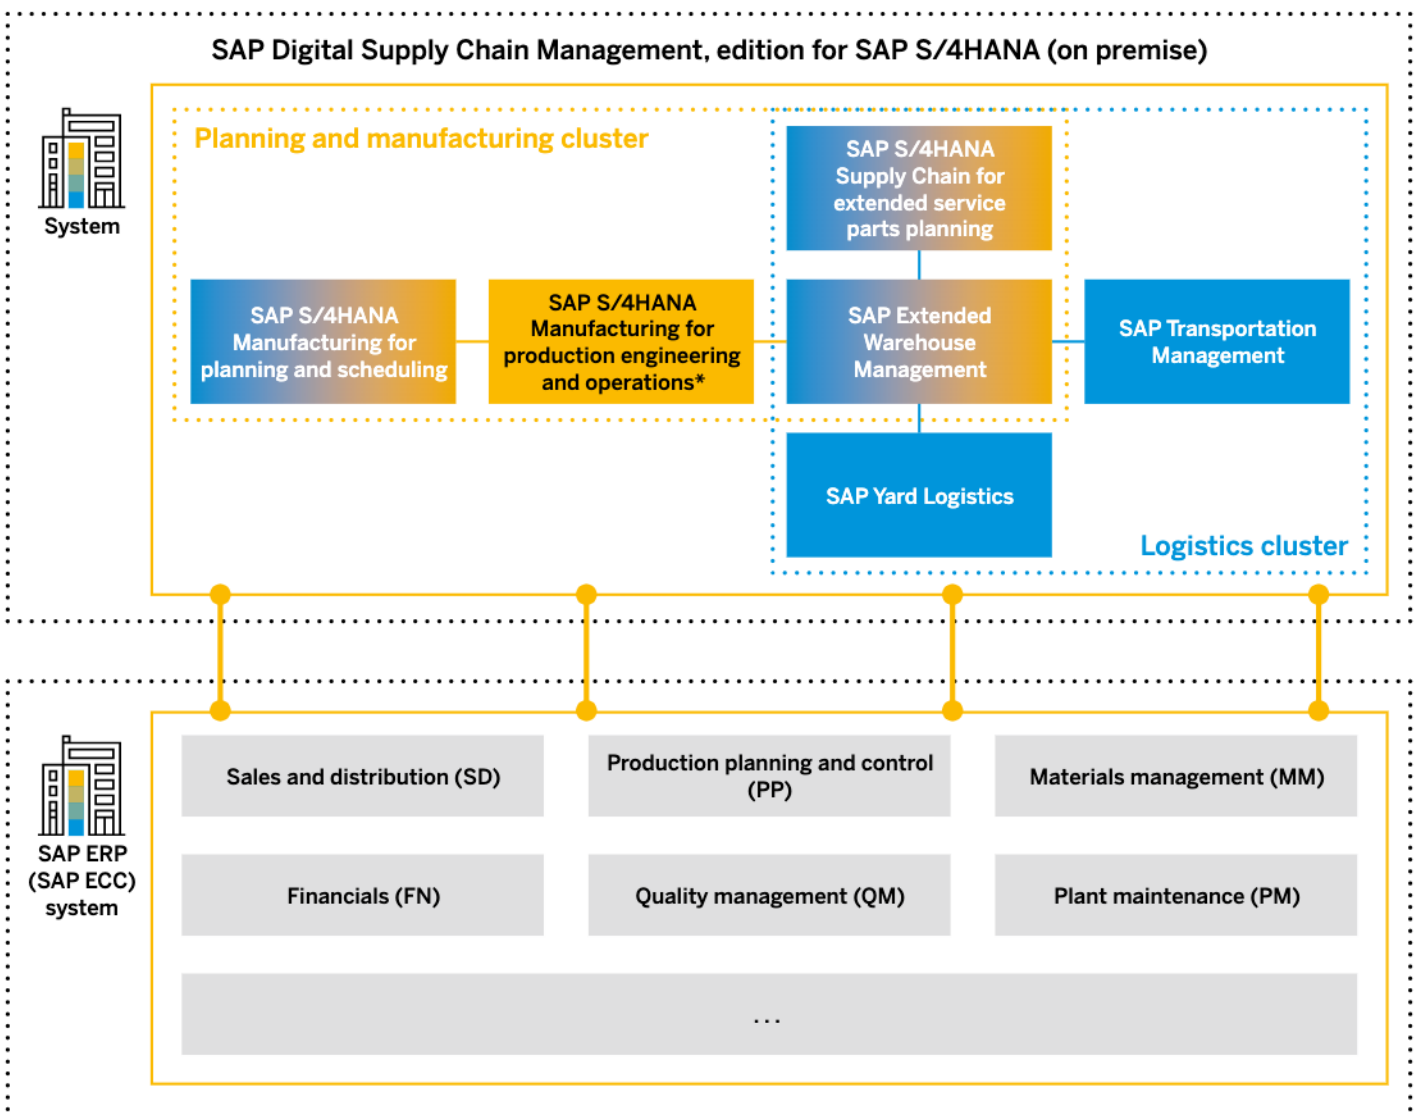 SAP Digital Supply Chain Management, edition for SAP S/4HANA (on premise)
System
Planning and manufacturing cluster
SAP S/4HANA
Supply Chain for
extended service
parts planning
SAP S/4HANA
Manufacturing for
planning and scheduling
SAP S/4HANA
Manufacturing for
production engineering
and operations*
SAP Extended
Warehouse
Management
SAP Transportation
Management
SAP Yard Logistics
Logistics cluster
SAP ERP
(SAP ECC)
system
Sales and distribution (SD)
Production planning and control
(PP)
Materials management (MM)
Financials (FN)
Quality management (QM)
Plant maintenance (PM)
...